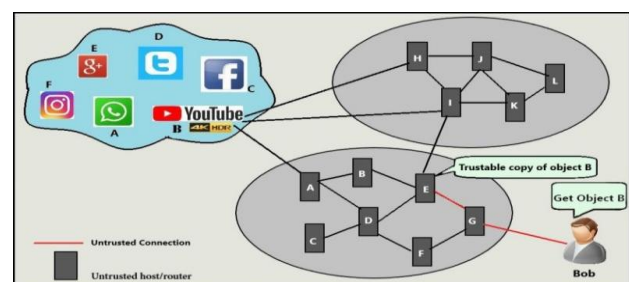 D
E
F
C
A
YouTube
B 4K HDR
H
J
L
I
K
Trustable copy of object B
Get Object B
A
B
E
D
G
C
F
Bob
Untrusted Connection
Untrusted host/router